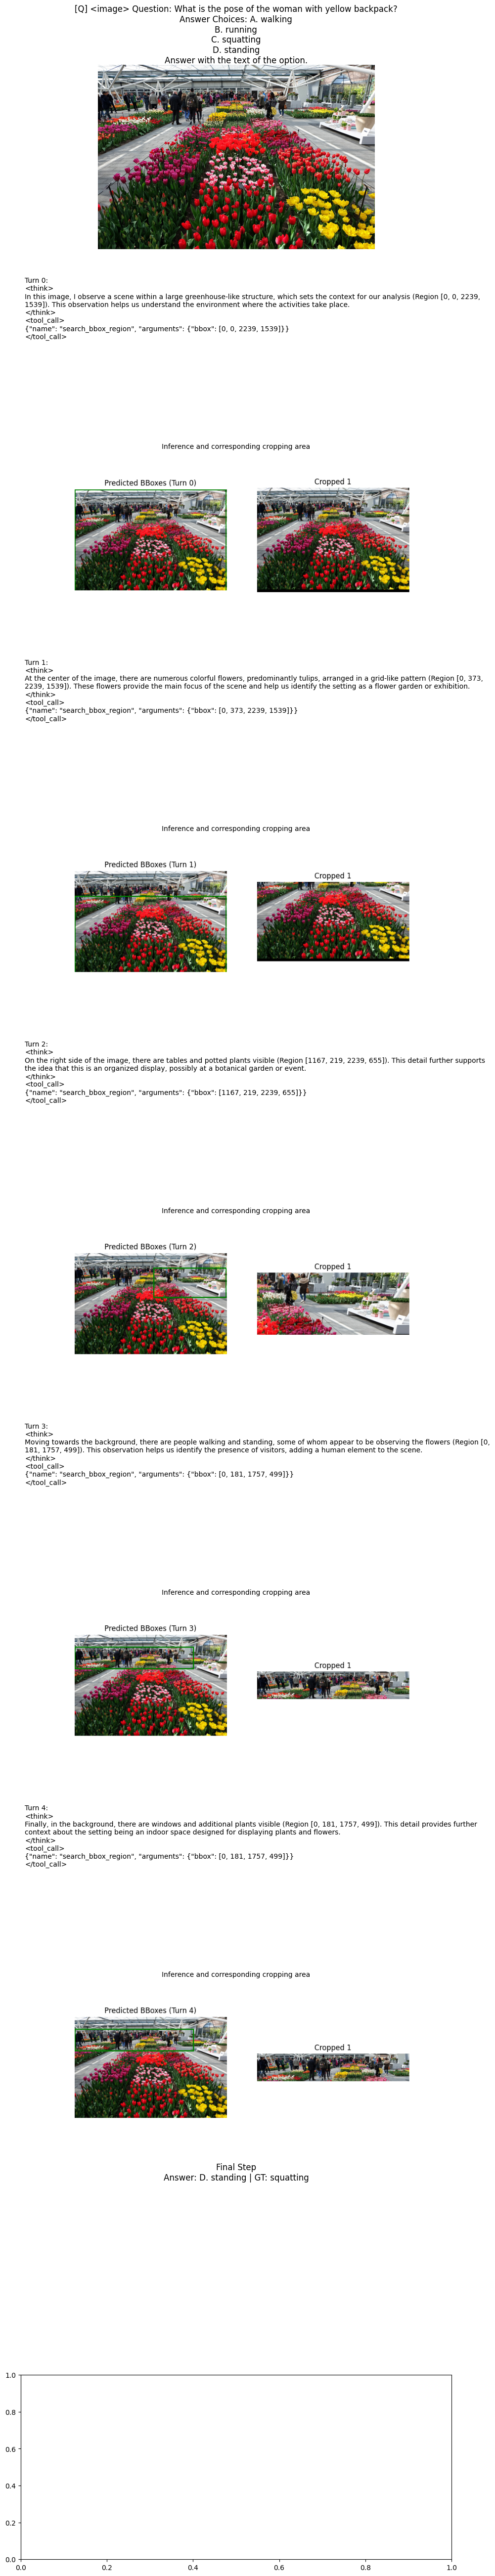 [Q] <image> Question: What is the pose of the woman with yellow backpack?
Answer Choices: A. walking
B. running
C. squatting
D. standing
Answer with the text of the option.
Turn 0:
<think>
In this image, I observe a scene within a large greenhouse-like structure, which sets the context for our analysis (Region [0, 0, 2239,
1539]). This observation helps us understand the environment where the activities take place.
</think>
<tool_call>
{"name": "search_bbox_region", "arguments": {"bbox": [0, 0, 2239, 1539]}}
</tool_call>
Inference and corresponding cropping area
Predicted BBoxes (Turn 0)
Cropped 1
Turn 1:
<think>
At the center of the image, there are numerous colorful flowers, predominantly tulips, arranged in a grid-like pattern (Region [0, 373,
2239, 1539]). These flowers provide the main focus of the scene and help us identify the setting as a flower garden or exhibition.
</think>
<tool_call>
{"name": "search_bbox_region", "arguments": {"bbox": [0, 373, 2239, 1539]}}
</tool_call>
Inference and corresponding cropping area
Predicted BBoxes (Turn 1)
Cropped 1
Turn 2:
<think>
On the right side of the image, there are tables and potted plants visible (Region [1167, 219, 2239, 655]). This detail further supports
the idea that this is an organized display, possibly at a botanical garden or event.
</think>
<tool_call>
{"name": "search_bbox_region", "arguments": {"bbox": [1167, 219, 2239, 655]}}
</tool_call>
Inference and corresponding cropping area
Predicted BBoxes (Turn 2)
Cropped 1
Turn 3:
<think>
Moving towards the background, there are people walking and standing, some of whom appear to be observing the flowers (Region [0,
181, 1757, 499]). This observation helps us identify the presence of visitors, adding a human element to the scene.
</think>
<tool_call>
{"name": "search_bbox_region", "arguments": {"bbox": [0, 181, 1757, 499]}}
</tool_call>
Inference and corresponding cropping area
Predicted BBoxes (Turn 3)
Cropped 1
Turn 4:
<think>
Finally, in the background, there are windows and additional plants visible (Region [0, 181, 1757, 499]). This detail provides further
context about the setting being an indoor space designed for displaying plants and flowers.
</think>
<tool_call>
{"name": "search_bbox_region", "arguments": {"bbox": [0, 181, 1757, 499]}}
</tool_call>
Inference and corresponding cropping area
Predicted BBoxes (Turn 4)
Cropped 1
Final Step
Answer: D. standing | GT: squatting
1.0
0.8
0.6
0.4
0.2
0.0
0.0 0.2 0.4 0.6 0.8 1.0